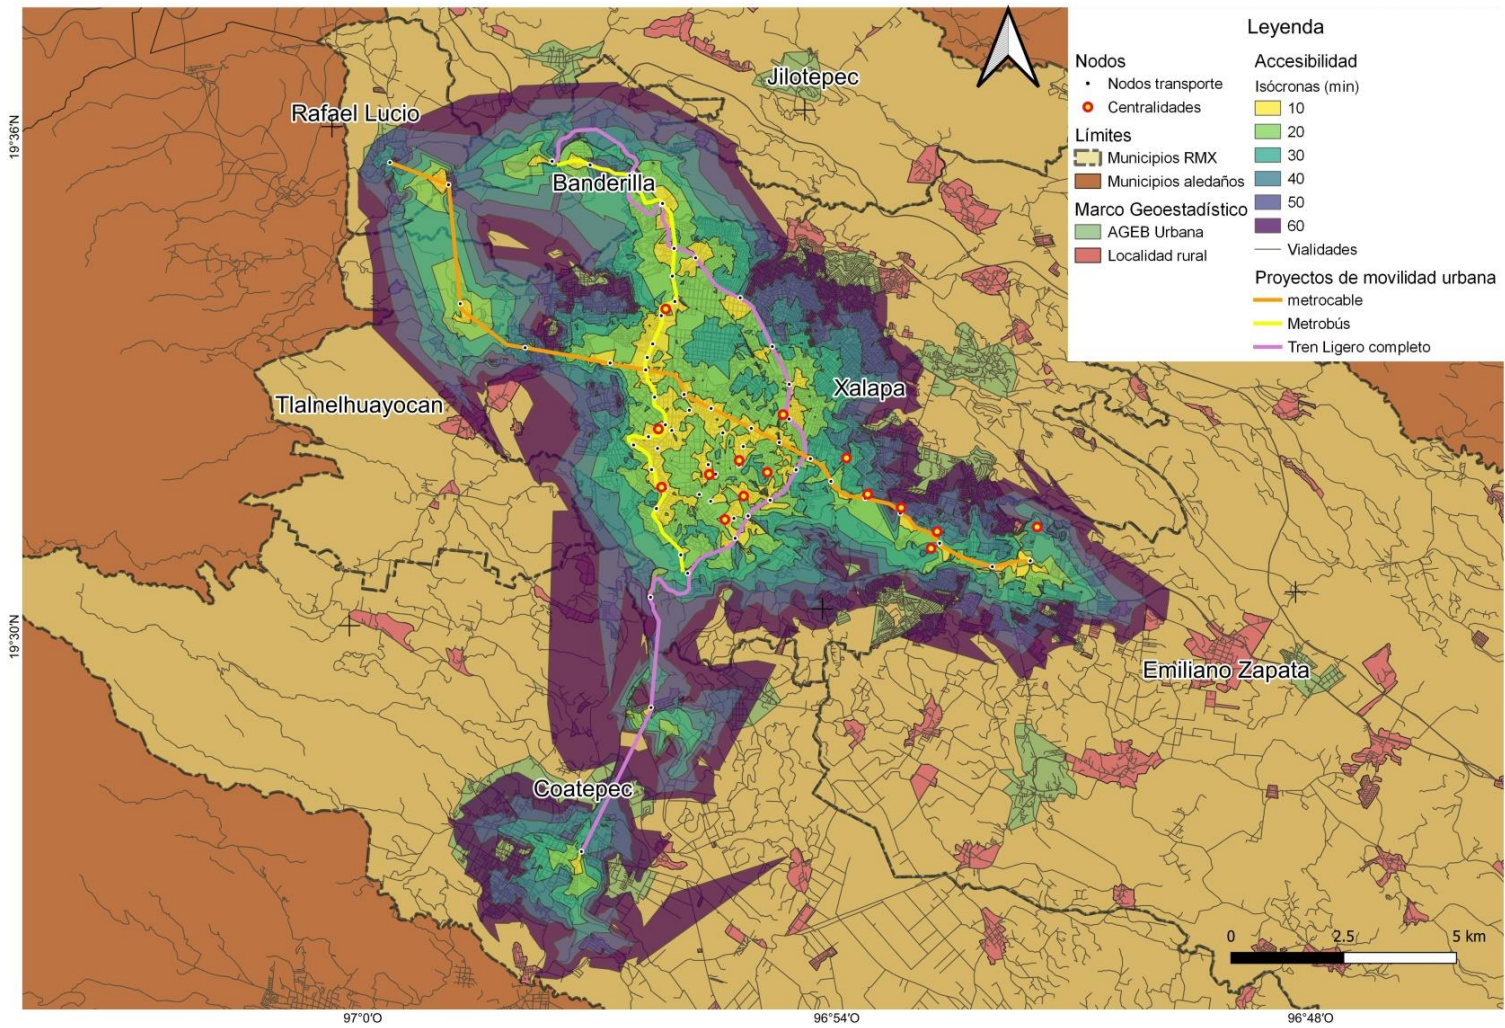 Leyenda
Nodos
Nodos transporte
Centralidades
Límites
Municipios RMX
Municipios aledaños
Marco Geoestadístico
AGEB Urbana
Localidad rural
Accesibilidad
Isócronas (min)
10
20
30
40
50
60
Vialidades
Proyectos de movilidad urbana
metrocable
Metrobús
Tren Ligero completo
Jilotepec
Rafael Lucio
Banderilla
Xalapa
Tlalnelhuayocan
Emiliano Zapata
Coatepec
19°36'N
19°30'N
0 2.5 5 km
97°0'O
96°54'O
96°48'O